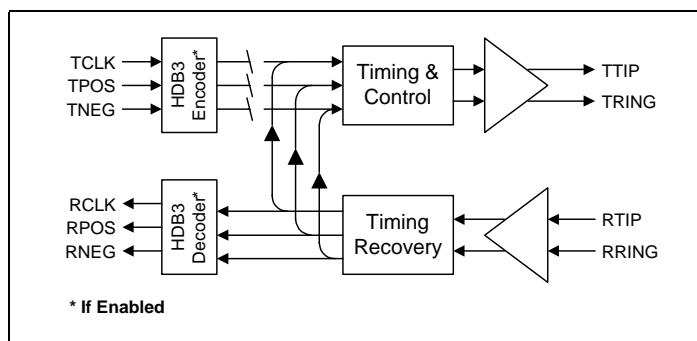 TCLK
TPOS
TNEG
HDB3
Encoder*
Timing &
Control
TTIP
TRING
RCLK
RPOS
RNEG
HDB3
Decoder*
Timing
Recovery
RTIP
RRING
* If Enabled